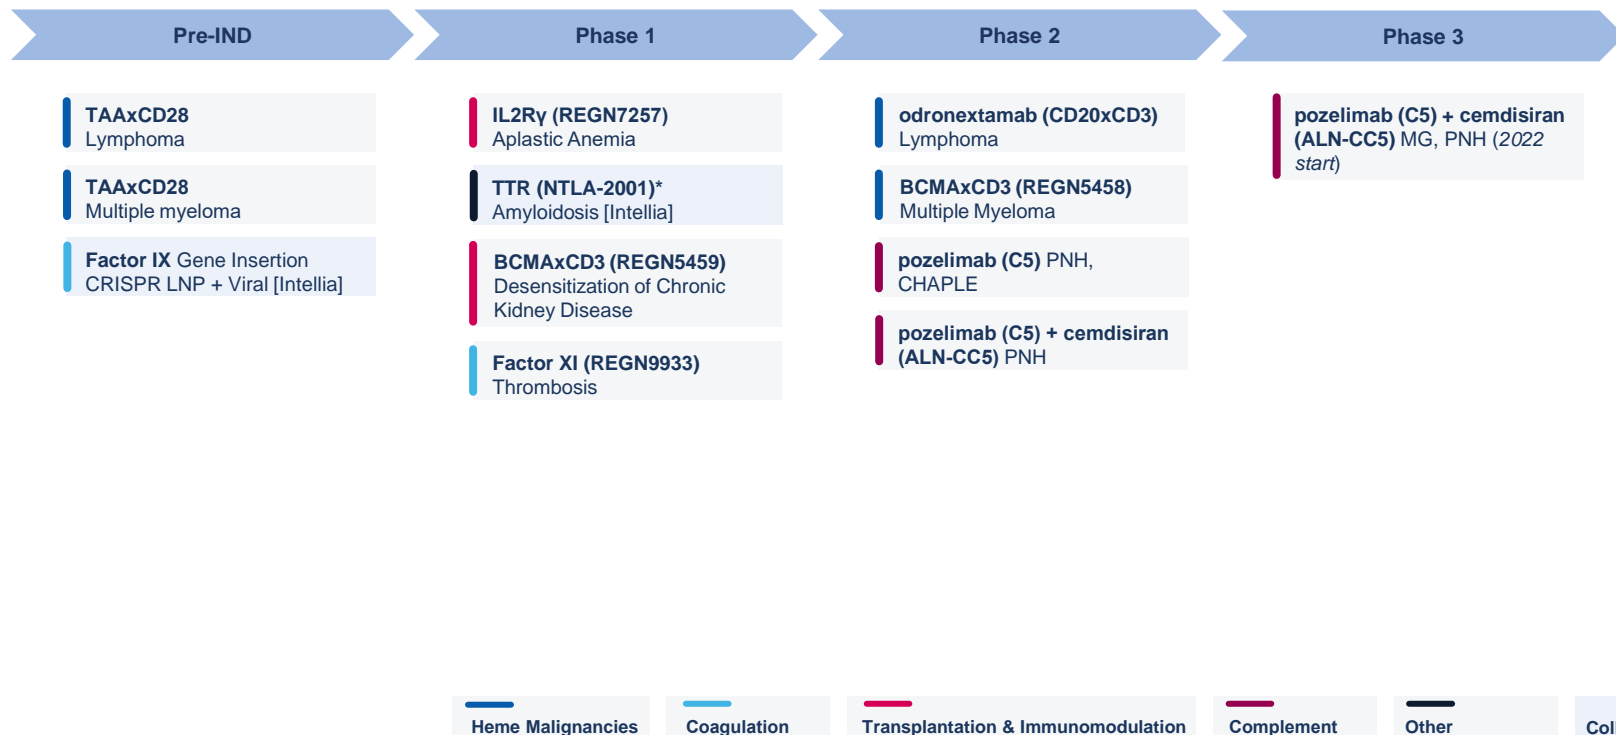 Pre-IND
Phase 1
Phase 2
Phase 3
TAAxCD28
Lymphoma
TAAxCD28
Multiple myeloma
Factor IX Gene Insertion
CRISPR LNP + Viral [Intellia]
IL2Rγ (REGN7257)
Aplastic Anemia
TTR (NTLA-2001)*
Amyloidosis [Intellia]
BCMAxCD3 (REGN5459)
Desensitization of Chronic
Kidney Disease
Factor XI (REGN9933)
Thrombosis
odronextamab (CD20xCD3)
Lymphoma
BCMAxCD3 (REGN5458)
Multiple Myeloma
pozelimab (C5) PNH,
CHAPLE
pozelimab (C5) + cemdisiran
(ALN-CC5) PNH
pozelimab (C5) + cemdisiran
(ALN-CC5) MG, PNH (2022
start)
Heme Malignancies
Coagulation
Transplantation & Immunomodulation
Complement
Other